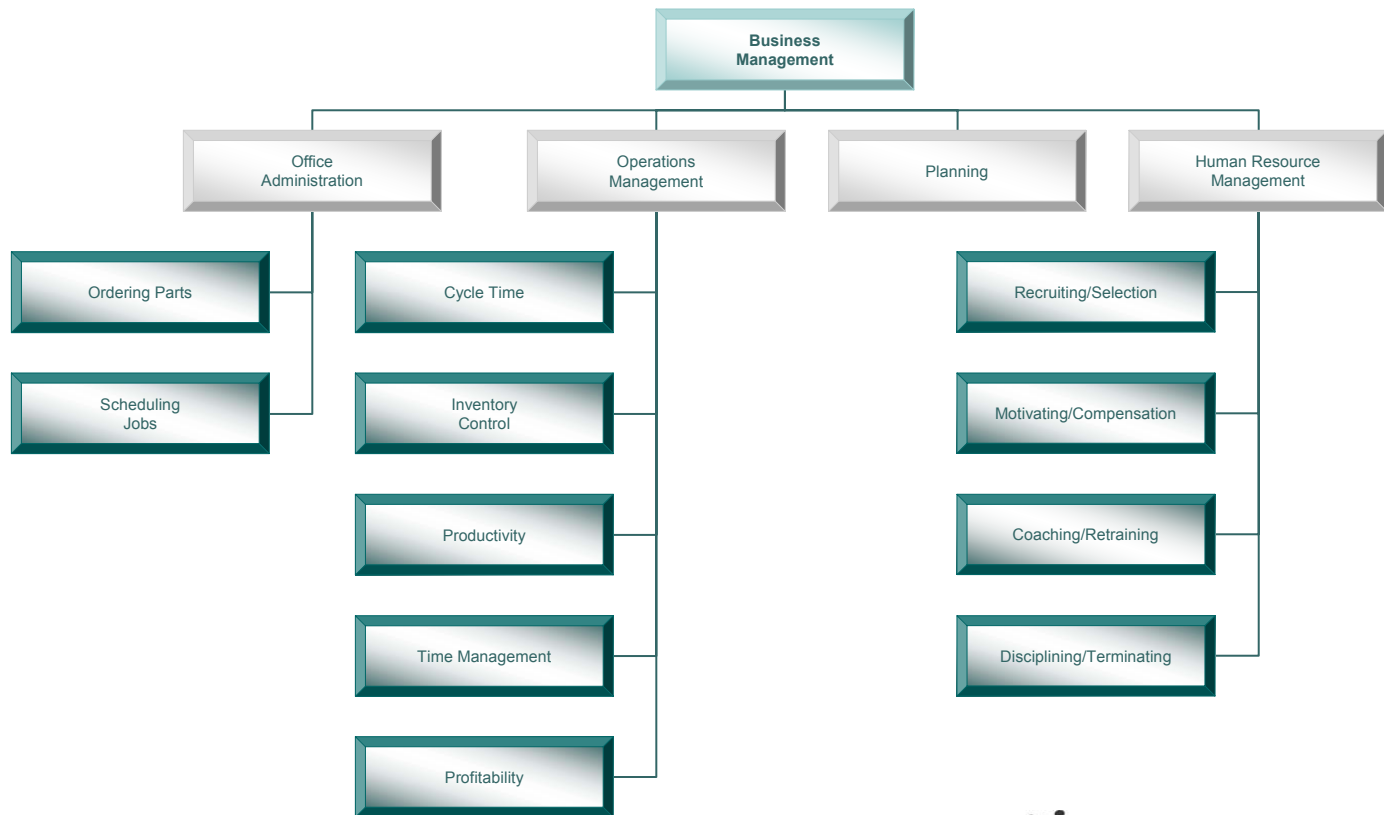 Business
Management
Office
Administration
Operations
Management
Planning
Human Resource
Management
Ordering Parts
Cycle Time
Recruiting/Selection
Scheduling
Jobs
Inventory
Control
Motivating/Compensation
Productivity
Coaching/Retraining
Time Management
Disciplining/Terminating
Profitability